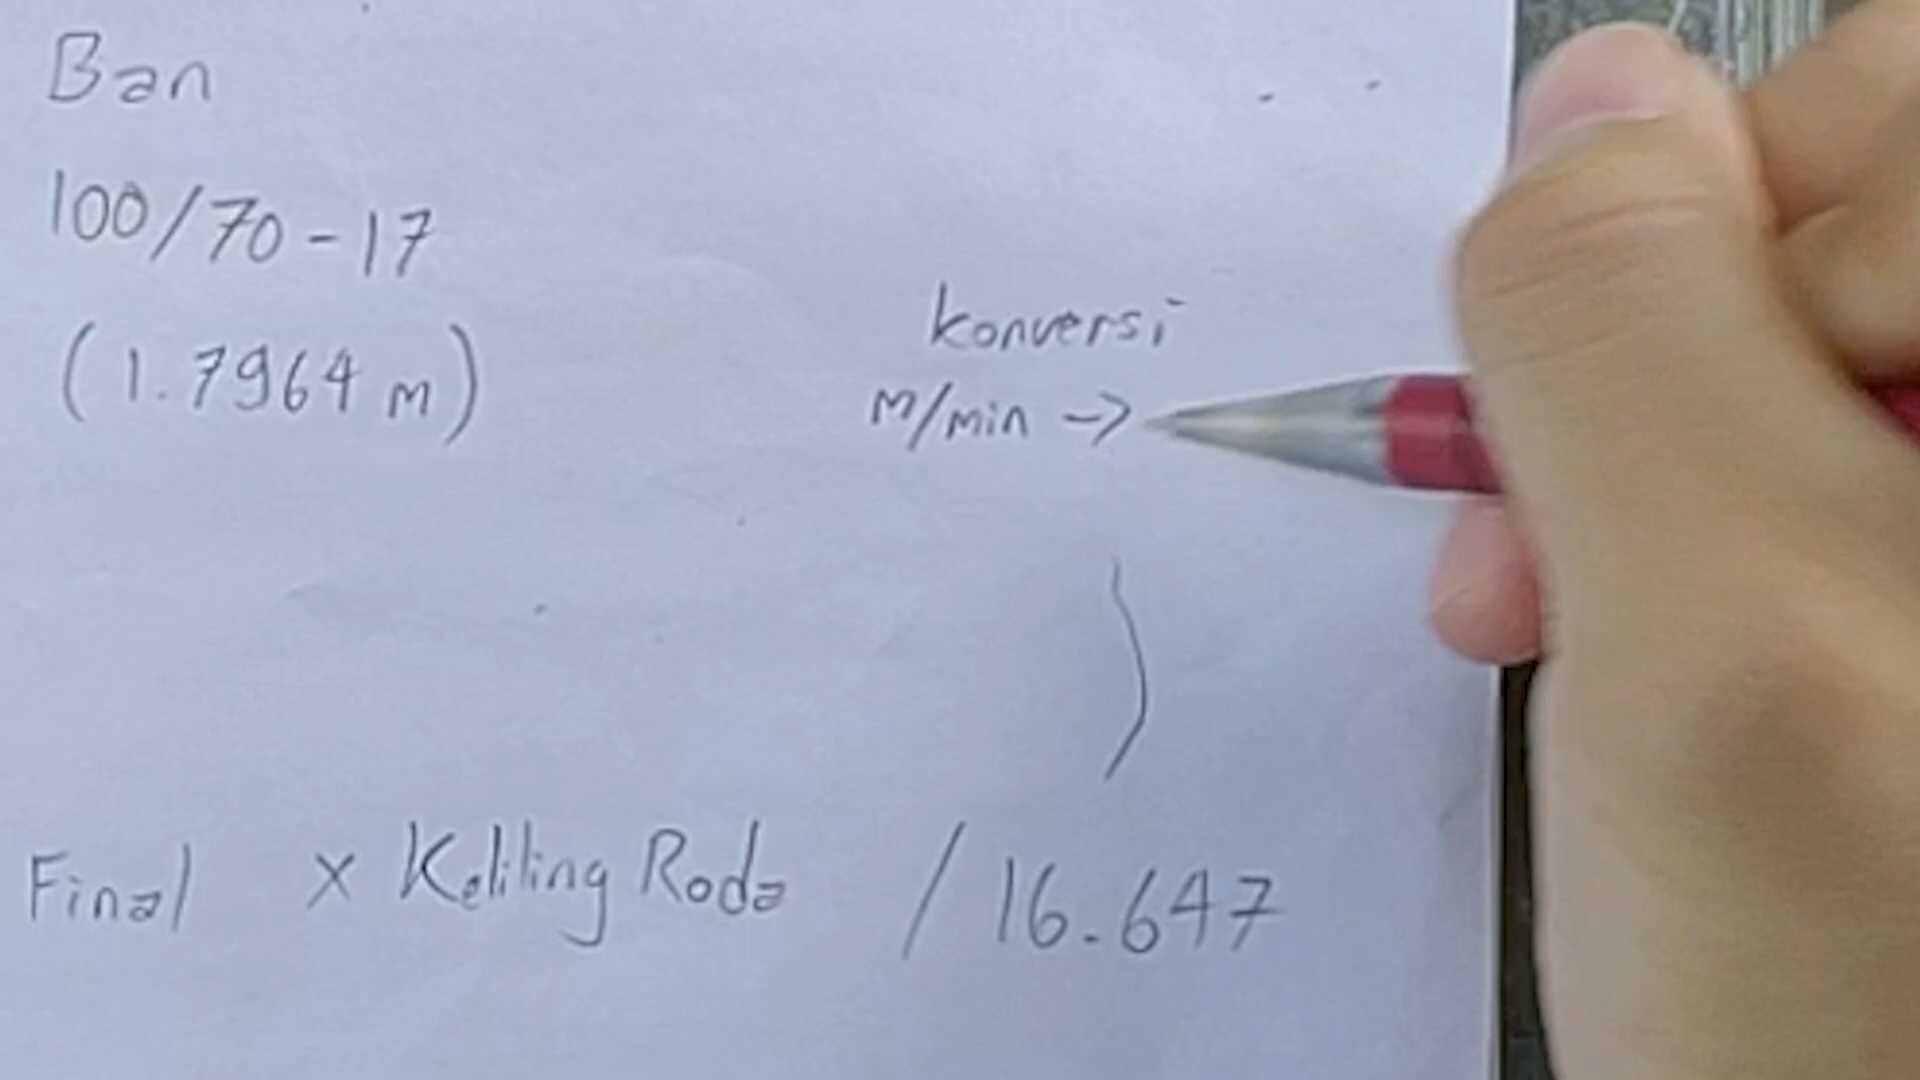 Ban
100/70-17
(1.7964 m)
konversi
m/min ->
)
Final x Keliling Roda / 16.647